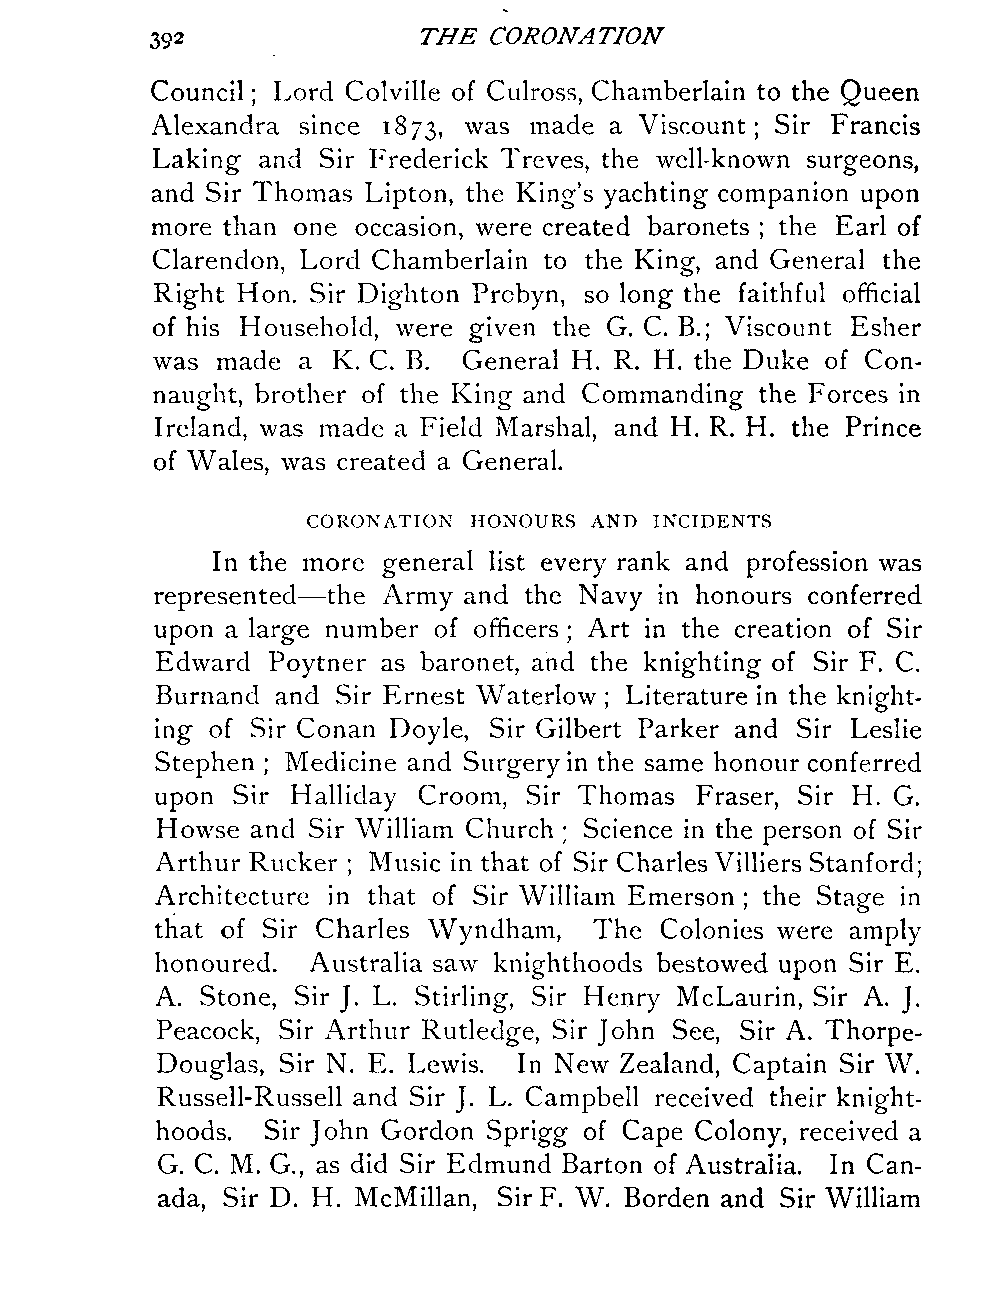 392 THE CORONATION
Council; Lord Colville of Culross, Chamberlain to the Queen
Alexandra since 1873, was made a Viscount; Sir Francis
Laking and Sir Frederick Treves, the well-known surgeons,
and Sir Thomas Lipton, the King's yachting companion upon
more than one occasion, were created baronets; the Earl of
Clarendon, Lord Chamberlain to the King, and General the
Right Hon. Sir Dighton Probyn, so long the faithful official
of his Household, were given the G. C. B.; Viscount Esher
was made a K. C. B. General H. R. H. the Duke of Con-
naught, brother of the King and Commanding the Forces in
Ireland, was made a Field Marshal, and H. R. H. the Prince
of Wales, was created a General.
CORONATION HONOURS AND INCIDENTS
In the more general list every rank and profession was
represented—the Army and the Navy in honours conferred
upon a large number of officers; Art in the creation of Sir
Edward Poytner as baronet, and the knighting of Sir F. C.
Burnand and Sir Ernest Waterlow; Literature in the knight-
ing of Sir Conan Doyle, Sir Gilbert Parker and Sir Leslie
Stephen; Medicine and Surgery in the same honour conferred
upon Sir Halliday Croom, Sir Thomas Fraser, Sir H. G.
Howse and Sir William Church; Science in the person of Sir
Arthur Rucker; Music in that of Sir Charles Villiers Stanford;
Architecture in that of Sir William Emerson; the Stage in
that of Sir Charles Wyndham, The Colonies were amply
honoured. Australia saw knighthoods bestowed upon Sir E.
A. Stone, Sir J. L. Stirling, Sir Henry McLaurin, Sir A. J.
Peacock, Sir Arthur Rutledge, Sir John See, Sir A. Thorpe-
Douglas, Sir N. E. Lewis. In New Zealand, Captain Sir W.
Russell-Russell and Sir J. L. Campbell received their knight-
hoods. Sir John Gordon Sprigg of Cape Colony, received a
G. C. M. G., as did Sir Edmund Barton of Australia. In Can-
ada, Sir D. H. McMillan, Sir F. W. Borden and Sir William